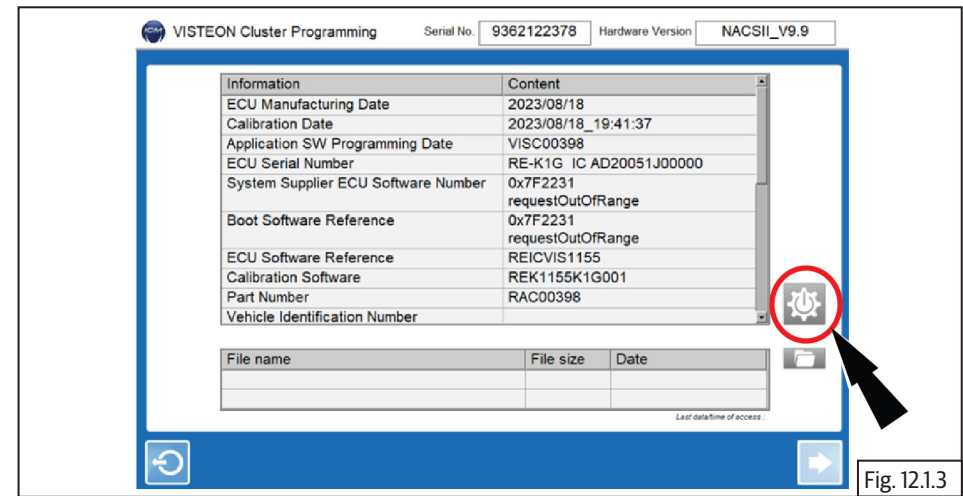 ICM VISTEON Cluster Programming Serial No. 9362122378 Hardware Version NACSII_V9.9
Information Content
ECU Manufacturing Date 2023/08/18
Calibration Date 2023/08/18_19:41:37
Application SW Programming Date VISC00398
ECU Serial Number RE-K1G IC AD20051J00000
System Supplier ECU Software Number 0x7F2231
requestOutOfRange
Boot Software Reference 0x7F2231
requestOutOfRange
ECU Software Reference REICVIS1155
Calibration Software REK1155K1G001
Part Number RAC00398
Vehicle Identification Number
File name File size Date
Last data/time of access :
Fig. 12.1.3